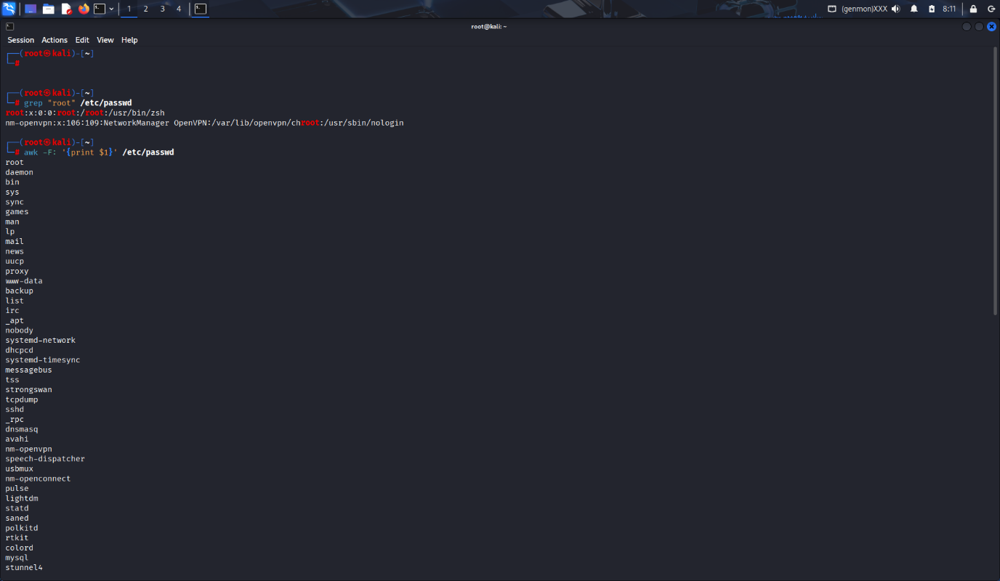 1 2 3 4 (genmon)XXX 8:11
root@kali: ~
Session Actions Edit View Help
┌──(root㉿kali)-[~]
└─#
┌──(root㉿kali)-[~]
└─# grep "root" /etc/passwd
root:x:0:0:root:/root:/usr/bin/zsh
nm-openvpn:x:106:109:NetworkManager OpenVPN:/var/lib/openvpn/chroot:/usr/sbin/nologin
┌──(root㉿kali)-[~]
└─# awk -F: '{print $1}' /etc/passwd
root
daemon
bin
sys
sync
games
man
lp
mail
news
uucp
proxy
www-data
backup
list
irc
_apt
nobody
systemd-network
dhcpcd
systemd-timesync
messagebus
tss
strongswan
tcpdump
sshd
_rpc
dnsmasq
avahi
nm-openvpn
speech-dispatcher
usbmux
nm-openconnect
pulse
lightdm
statd
saned
polkitd
rtkit
colord
mysql
stunnel4